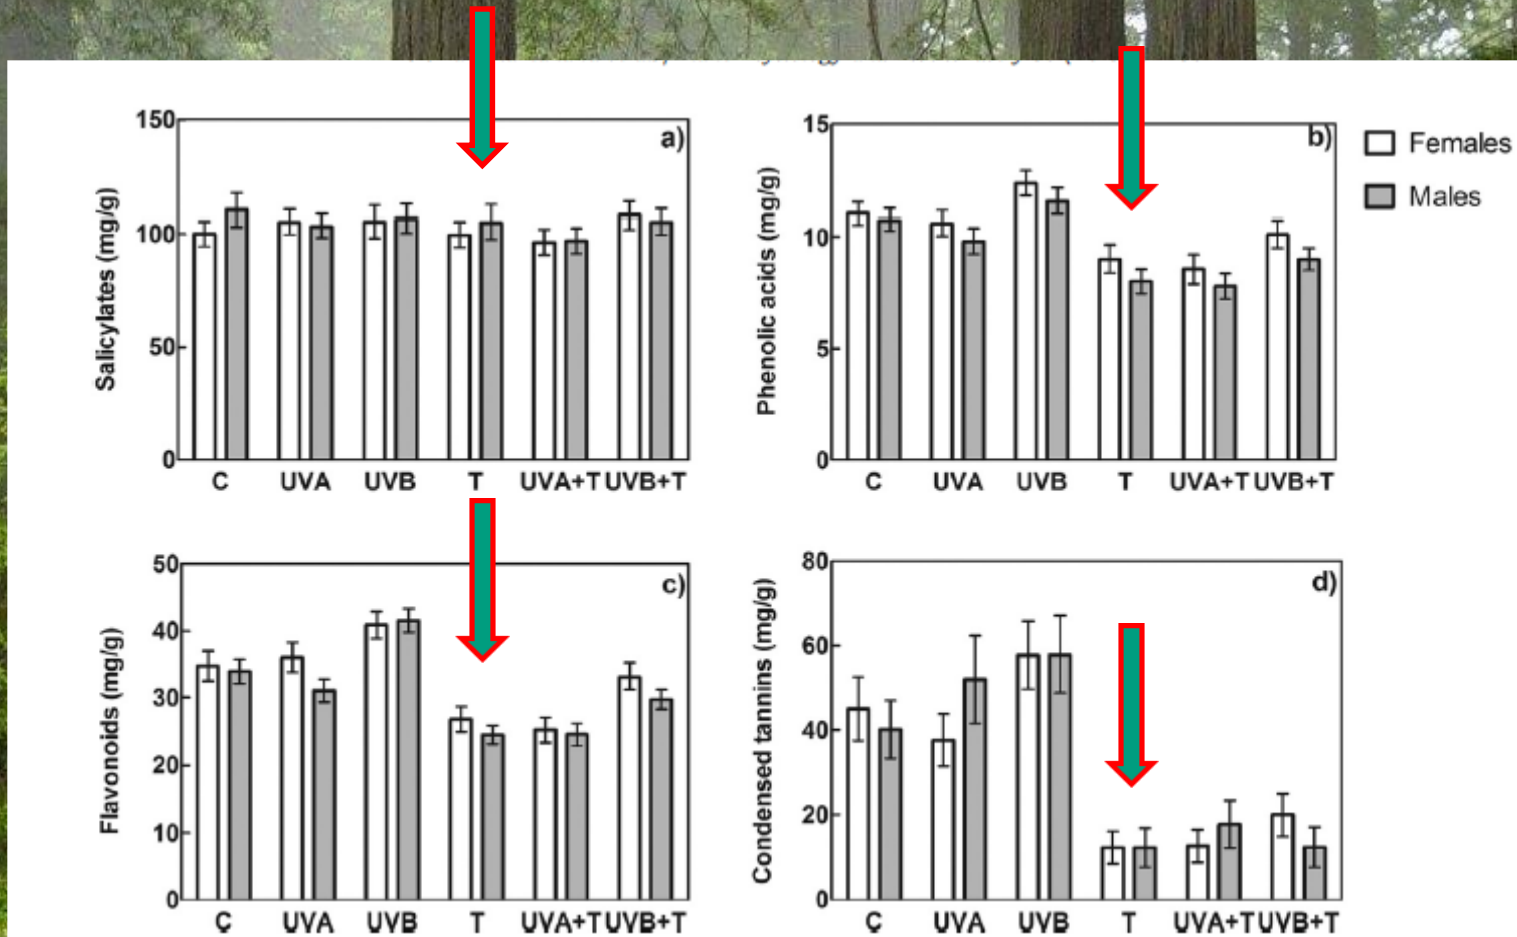 150
100
50
0
Salicylates (mg/g)
a)
C UVA UVB T UVA+T UVB+T
15
10
5
0
Phenolic acids (mg/g)
b)
C UVA UVB T UVA+T UVB+T
Females
Males
50
40
30
20
10
0
Flavonoids (mg/g)
c)
C UVA UVB T UVA+T UVB+T
80
60
40
20
0
Condensed tannins (mg/g)
d)
C UVA UVB T UVA+T UVB+T